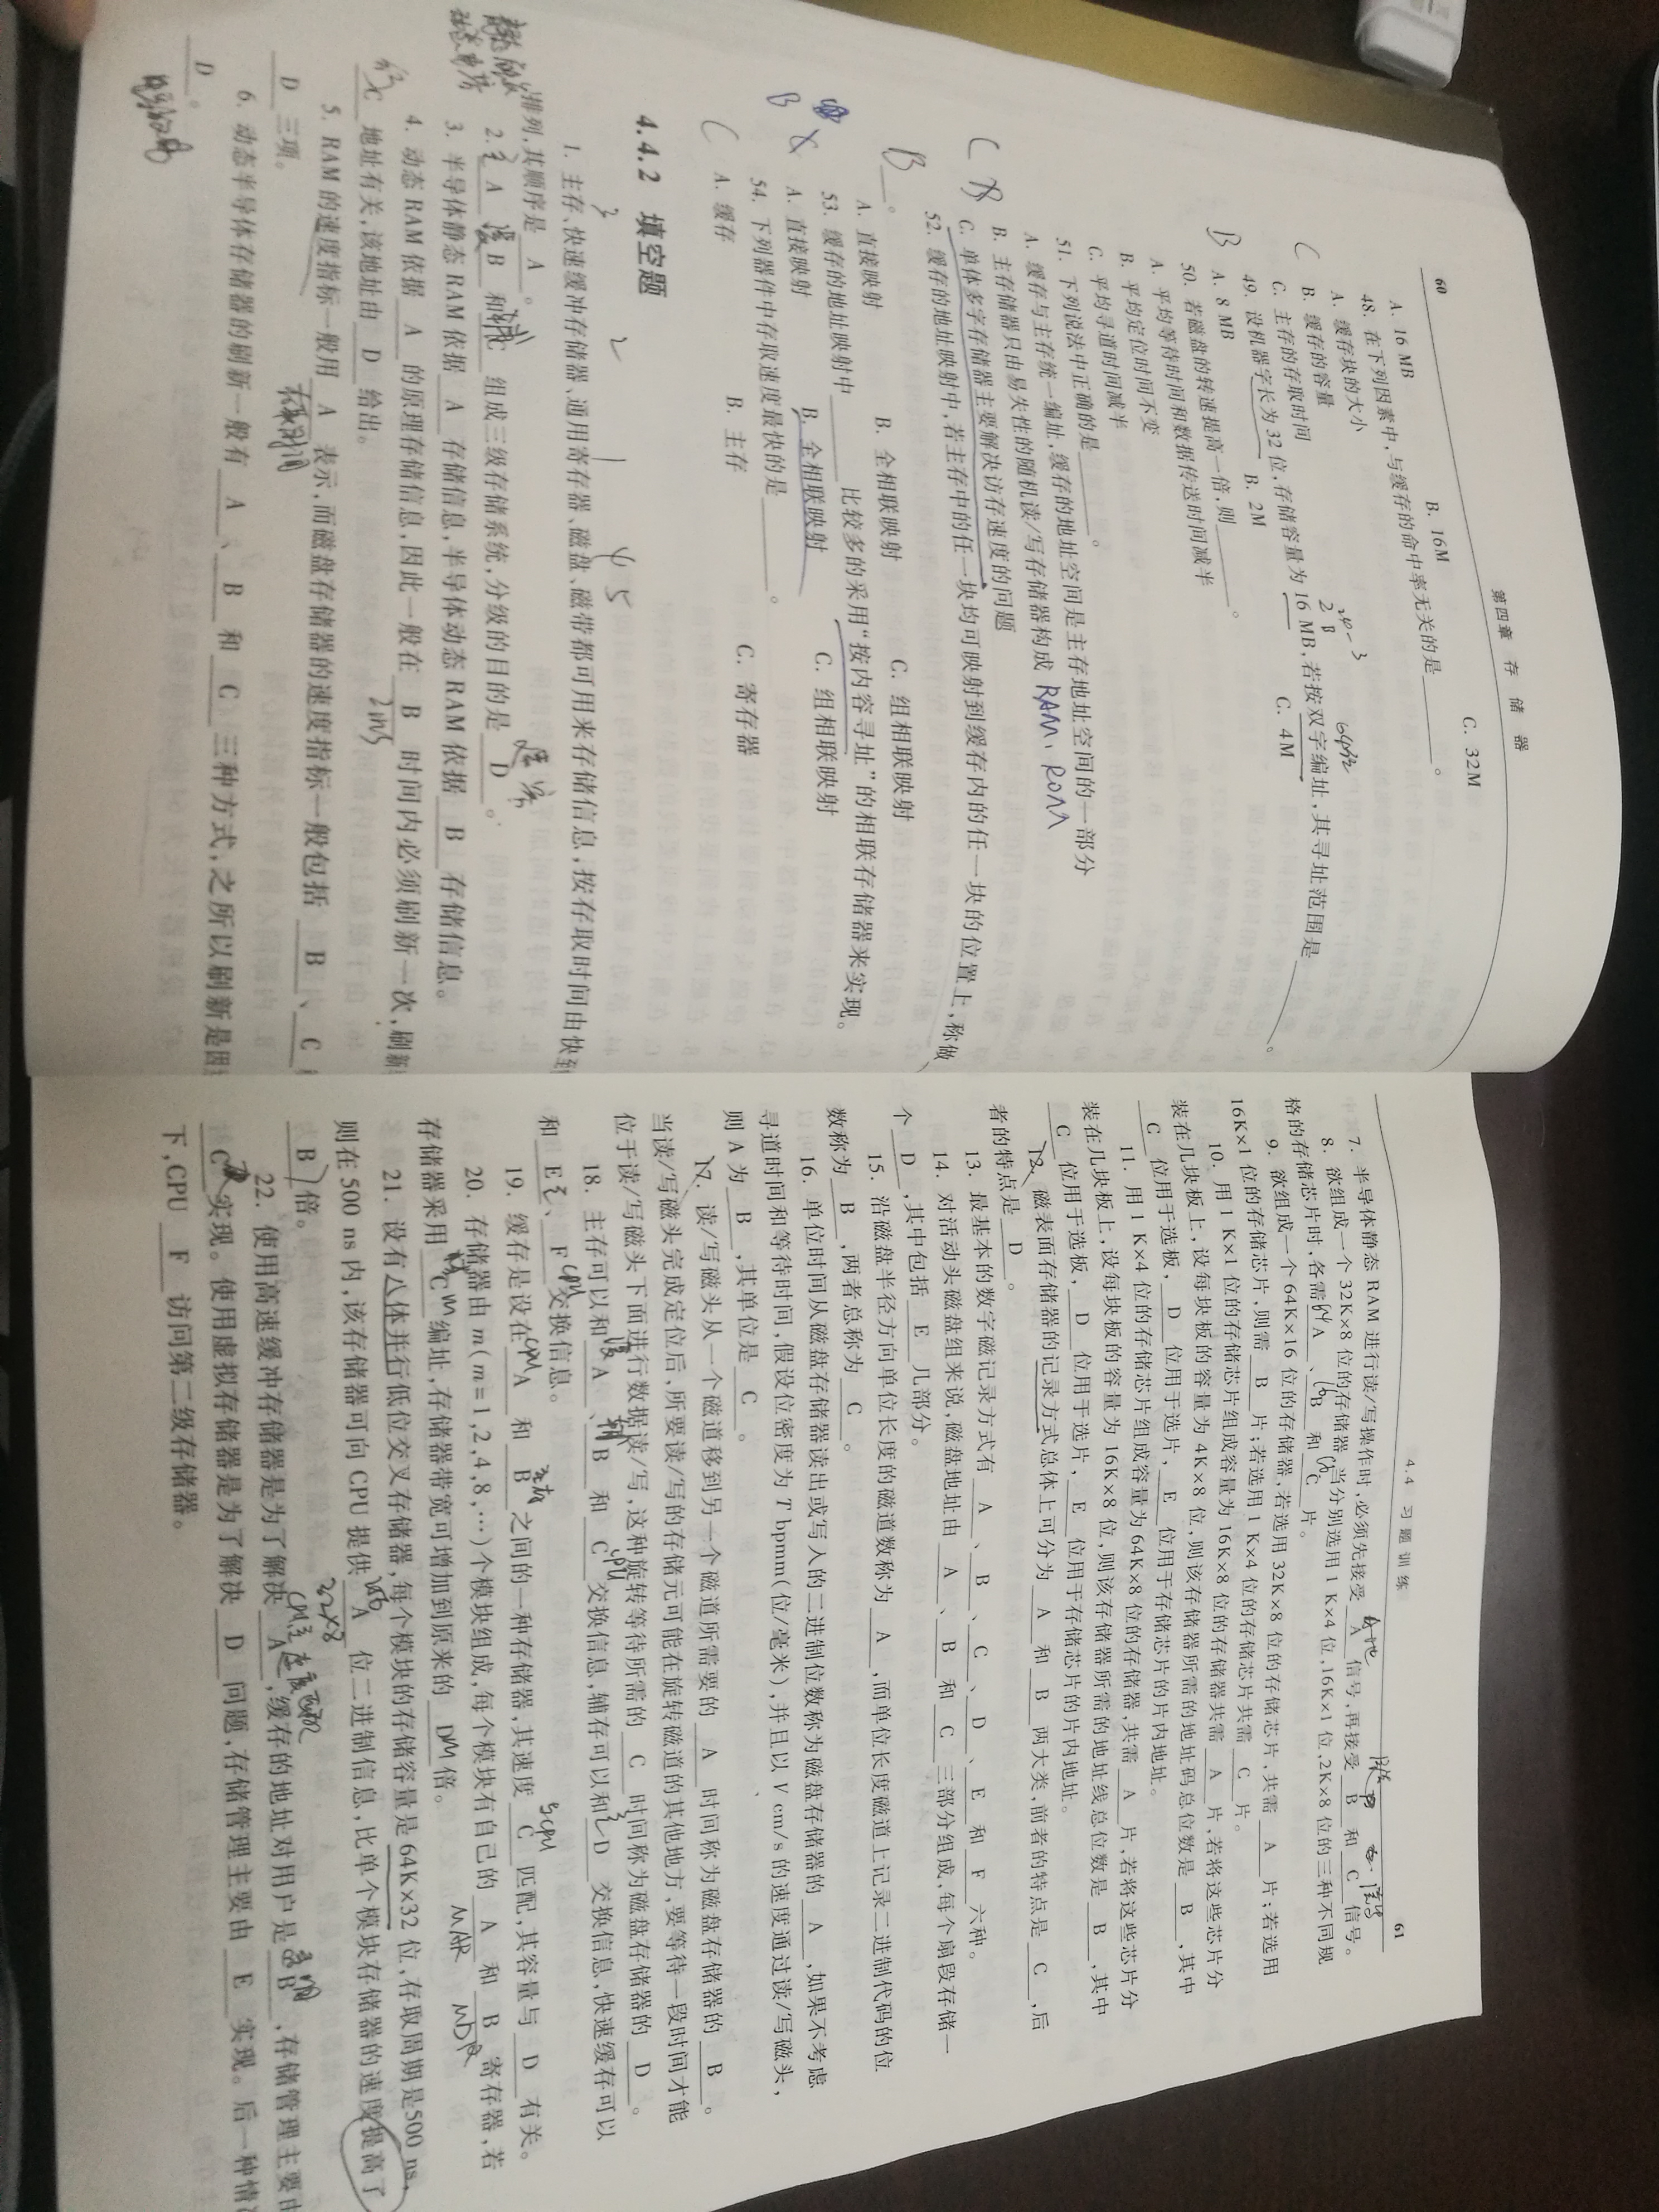 60
第四章 存 储 器
A. 16 MB B. 16M C. 32M
48. 在下列因素中,与缓存的命中率无关的是______。
A. 缓存块的大小
B. 缓存的容量
C. 主存的存取时间
C
49. 设机器字长为 32 位,存储容量为 16 MB,若按双字编址,其寻址范围是______。
A. 8 MB B. 2M C. 4M
B
50. 若磁盘的转速提高一倍,则______。
A. 平均等待时间和数据传送时间减半
B. 平均定位时间不变
C. 平均寻道时间减半
51. 下列说法中正确的是______。
A. 缓存与主存统一编址,缓存的地址空间是主存地址空间的一部分
B. 主存储器只由易失性的随机读/写存储器构成 RAM、ROM
C. 单体多字存储器主要解决访存速度的问题
C
52. 缓存的地址映射中,若主存中的任一块均可映射到缓存内的任一块的位置上,称做
B
______。
A. 直接映射 B. 全相联映射 C. 组相联映射
53. 缓存的地址映射中______比较多的采用“按内容寻址”的相联存储器来实现。
A. 直接映射 B. 全相联映射 C. 组相联映射
B
54. 下列器件中存取速度最快的是______。
A. 缓存 B. 主存 C. 寄存器
C
4.4.2 填空题
1. 主存、快速缓冲存储器、通用寄存器、磁盘、磁带都可用来存储信息,按存取时间由快到
3 2 1 4 5
排列,其顺序是 A 。
2. A 、 B 和 C 组成三级存储系统,分级的目的是 D 。
3. 半导体静态 RAM 依据 A 存储信息,半导体动态 RAM 依据 B 存储信息。
4. 动态 RAM 依据 A 的原理存储信息,因此一般在 B 时间内必须刷新一次,刷新
2ms
C 地址有关,该地址由 D 给出。
5. RAM 的速度指标一般用 A 表示,而磁盘存储器的速度指标一般包括 B 、 C
D 三项。
6. 动态半导体存储器的刷新一般有 A 、 B 和 C 三种方式,之所以刷新是因
D 。
4.4 习题训练
61
7. 半导体静态 RAM 进行读/写操作时,必须先接受 A 信号,再接受 B 和 C 信号。
8. 欲组成一个 32K×8 位的存储器,当分别选用 1 K×4 位,16K×1 位,2K×8 位的三种不同规
格的存储芯片时,各需 A 、 B 和 C 片。
64 16 16
9. 欲组成一个 64K×16 位的存储器,若选用 32K×8 位的存储芯片,共需 A 片;若选用
16K×1 位的存储芯片,则需 B 片;若选用 1 K×4 位的存储芯片共需 C 片。
10. 用 1 K×1 位的存储芯片组成容量为 16K×8 位的存储器共需 A 片,若将这些芯片分
装在几块板上,设每块板的容量为 4K×8 位,则该存储器所需的地址码总位数是 B ,其中
C 位用于选板, D 位用于选片, E 位用于存储芯片的片内地址。
11. 用 1 K×4 位的存储芯片组成容量为 64K×8 位的存储器,共需 A 片,若将这些芯片分
装在几块板上,设每块板的容量为 16K×8 位,则该存储器所需的地址线总位数是 B ,其中
C 位用于选板, D 位用于选片, E 位用于存储芯片的片内地址。
12. 磁表面存储器的记录方式总体上可分为 A 和 B 两大类,前者的特点是 C ,后
者的特点是 D 。
13. 最基本的数字磁记录方式有 A 、 B 、 C 、 D 、 E 和 F 六种。
14. 对活动头磁盘组来说,磁盘地址由 A 、 B 和 C 三部分组成,每个扇段存储一
个 D ,其中包括 E 几部分。
15. 沿磁盘半径方向单位长度的磁道数称为 A ,而单位长度磁道上记录二进制代码的位
数称为 B ,两者总称为 C 。
16. 单位时间从磁盘存储器读出或写入的二进制位数称为磁盘存储器的 A ,如果不考虑
寻道时间和等待时间,假设位密度为 T bpmn(位/毫米),并且以 V cm/s 的速度通过读/写磁头,
则 A 为 B ,其单位是 C 。
17. 读/写磁头从一个磁道移到另一个磁道所需要的 A 时间称为磁盘存储器的 B 。
当读/写磁头完成定位后,所要读/写的存储元可能在旋转磁道的其他地方,要等待一段时间才能
位于读/写磁头下面进行数据读/写,这种旋转等待所需的 C 时间称为磁盘存储器的 D 。
18. 主存可以和 A 、 B 和 C 交换信息,辅存可以和 D 交换信息,快速缓存可以
和 E 、 F 交换信息。
19. 缓存是设在 A 和 B 之间的一种存储器,其速度 C 匹配,其容量与 D 有关。
20. 存储器由 m(m=1,2,4,8,…)个模块组成,每个模块有自己的 A 和 B 寄存器,若
MAR MDR
存储器采用 C 编址,存储器带宽可增加到原来的 D 倍。
21. 设有八体并行低位交叉存储器,每个模块的存储容量是 64K×32 位,存取周期是500 ns,
则在 500 ns 内,该存储器可向 CPU 提供 A 位二进制信息,比单个模块存储器的速度提高了
B 倍。
22. 使用高速缓冲存储器是为了解决 A ,缓存的地址对用户是 B ,存储管理主要由
C 实现。使用虚拟存储器是为了解决 D 问题,存储管理主要由 E 实现。后一种情
下,CPU F 访问第二级存储器。